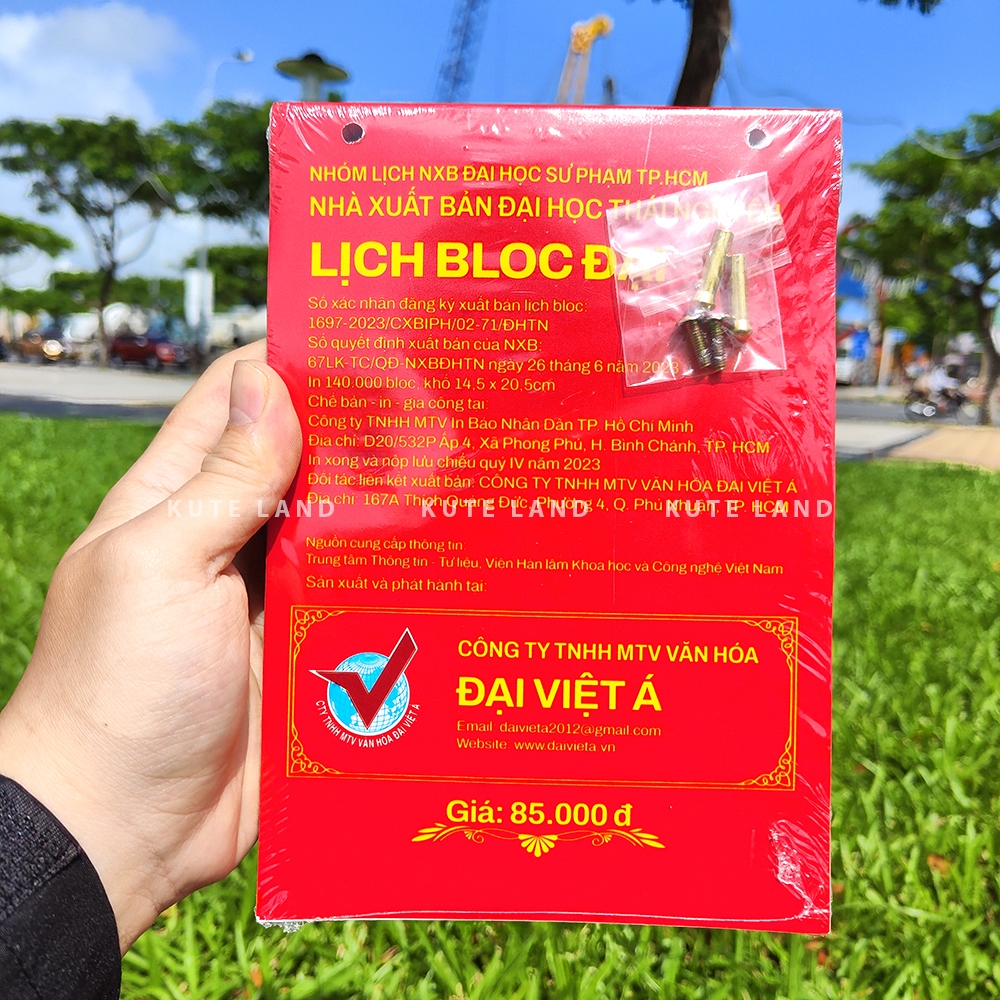 NHÓM LỊCH NXB ĐẠI HỌC SƯ PHẠM TP.HCM
NHÀ XUẤT BẢN ĐẠI HỌC THÁI NGUYÊN
LỊCH BLOC ĐẠI
Số xác nhận đăng ký xuất bản lịch bloc:
1697-2023/CXBIPH/02-71/ĐHTN
Số quyết định xuất bản của NXB:
67LK-TC/QĐ-NXBĐHTN ngày 26 tháng 6 năm 2023
In 140.000 bloc, khổ 14,5 x 20,5cm
Chế bản - in - gia công tại:
Công ty TNHH MTV In Báo Nhân Dân TP. Hồ Chí Minh
Địa chỉ: D20/532P Ấp 4, Xã Phong Phú, H. Bình Chánh, TP. HCM
In xong và nộp lưu chiểu quý IV năm 2023
Đối tác liên kết xuất bản: CÔNG TY TNHH MTV VĂN HÓA ĐẠI VIỆT Á
Địa chỉ: 167A Thích Quảng Đức, Phường 4, Q. Phú Nhuận, TP. HCM
KUTE LAND KUTE LAND KUTE LAND
Nguồn cung cấp thông tin
Trung tâm Thông tin - Tư liệu, Viện Hàn lâm Khoa học và Công nghệ Việt Nam
Sản xuất và phát hành tại:
CÔNG TY TNHH MTV VĂN HÓA
ĐẠI VIỆT Á
Email: daivieta2012@gmail.com
Website: www.daivieta.vn
CTY TNHH MTV VĂN HÓA ĐẠI VIỆT Á
Giá: 85.000 đ